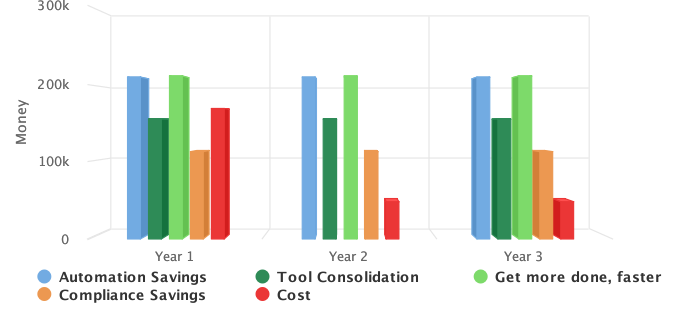 300k
200k
Money
100k
0
Year 1
Year 2
Year 3
Automation Savings
Tool Consolidation
Get more done, faster
Compliance Savings
Cost